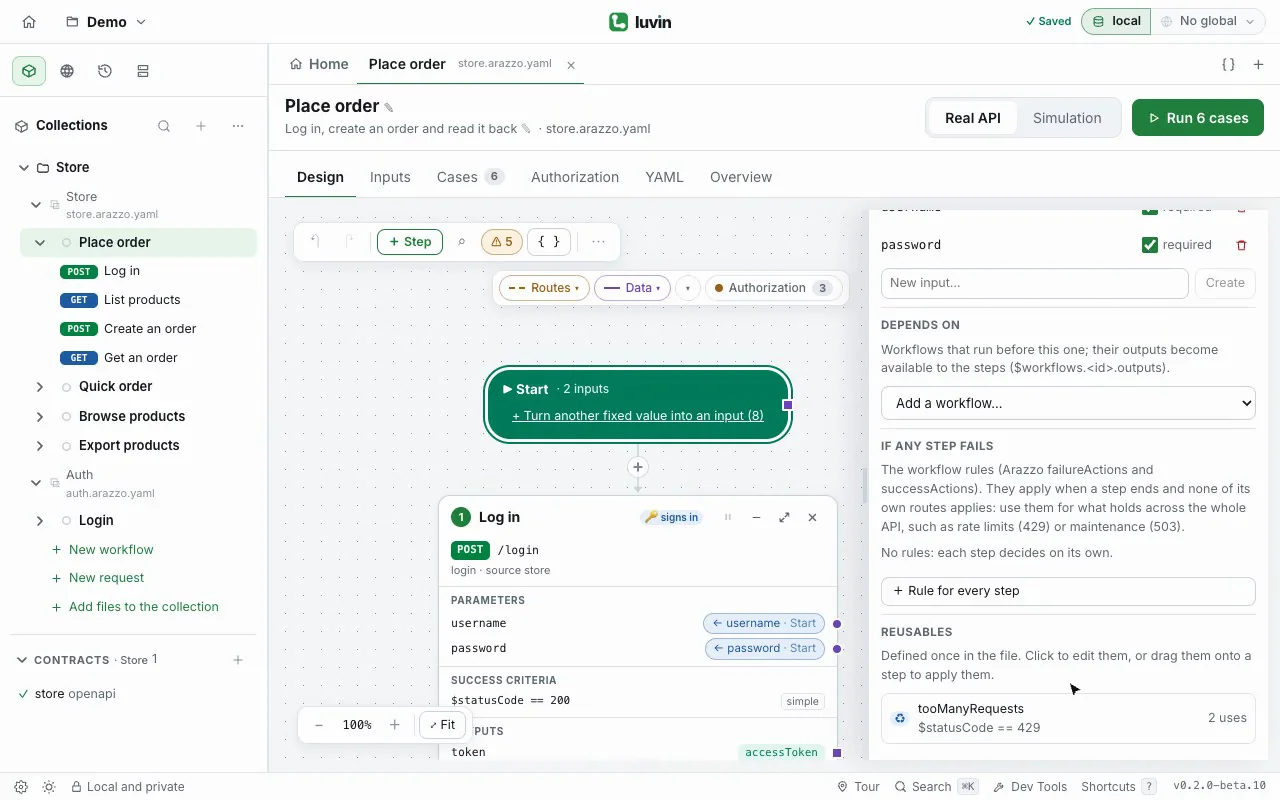 Demo
luvin
Saved
local
No global
Home
Place order store.arazzo.yaml
Place order
Log in, create an order and read it back · store.arazzo.yaml
Real API
Simulation
Run 6 cases
Design
Inputs
Cases 6
Authorization
YAML
Overview
Collections
Store
Store
store.arazzo.yaml
Place order
POST Log in
GET List products
POST Create an order
GET Get an order
Quick order
Browse products
Export products
Auth
auth.arazzo.yaml
Login
+ New workflow
+ New request
+ Add files to the collection
CONTRACTS · Store 1
store openapi
+ Step
5
{ }
Routes
Data
Authorization 3
Start · 2 inputs
+ Turn another fixed value into an input (8)
1 Log in
signs in
POST /login
login · source store
PARAMETERS
username
← username · Start
password
← password · Start
SUCCESS CRITERIA
$statusCode == 200
simple
token
accessToken
100%
Fit
required
password
required
New input...
Create
DEPENDS ON
Workflows that run before this one; their outputs become
available to the steps ($workflows.<id>.outputs).
Add a workflow...
IF ANY STEP FAILS
The workflow rules (Arazzo failureActions and
successActions). They apply when a step ends and none of its
own routes applies: use them for what holds across the whole
API, such as rate limits (429) or maintenance (503).
No rules: each step decides on its own.
+ Rule for every step
REUSABLES
Defined once in the file. Click to edit them, or drag them onto a
step to apply them.
tooManyRequests
$statusCode == 429
2 uses
Local and private
Tour
Search ⌘K
Dev Tools
Shortcuts ?
v0.2.0-beta.10